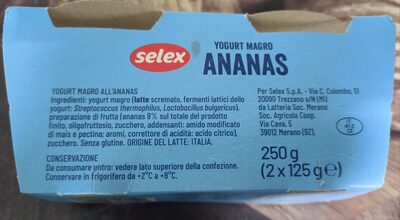 selex
YOGURT MAGRO
ANANAS
YOGURT MAGRO ALL'ANANAS
Ingredienti: yogurt magro (latte scremato, fermenti lattici dello
yogurt: Streptococcus thermophilus, Lactobacillus bulgaricus),
preparazione di frutta (ananas 8% sul totale del prodotto
finito, oligofruttosio, zucchero, addensanti: amido modificato
di mais e pectina; aromi, correttore di acidità: acido citrico),
zucchero. Senza glutine. ORIGINE DEL LATTE: ITALIA.
CONSERVAZIONE
Da consumare entro: vedere lato superiore della confezione.
Conservare in frigorifero da +2°C a +8°C.
Per Selex S.p.A. - Via C. Colombo, 51
20090 Trezzano s/N (MI)
da Latteria Soc. Merano
Soc. Agricola Coop.
Via Cava, 5
39012 Merano (BZ).
250 g
(2 x 125 g ℮)